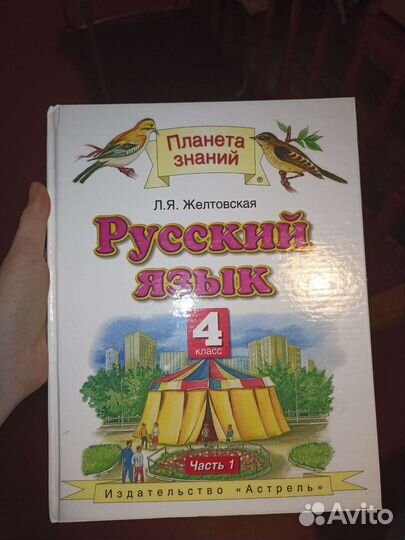 Планета
знаний
®
Л.Я. Желтовская
Русский
язык
4
класс
Часть 1
Издательство «Астрель»
Avito